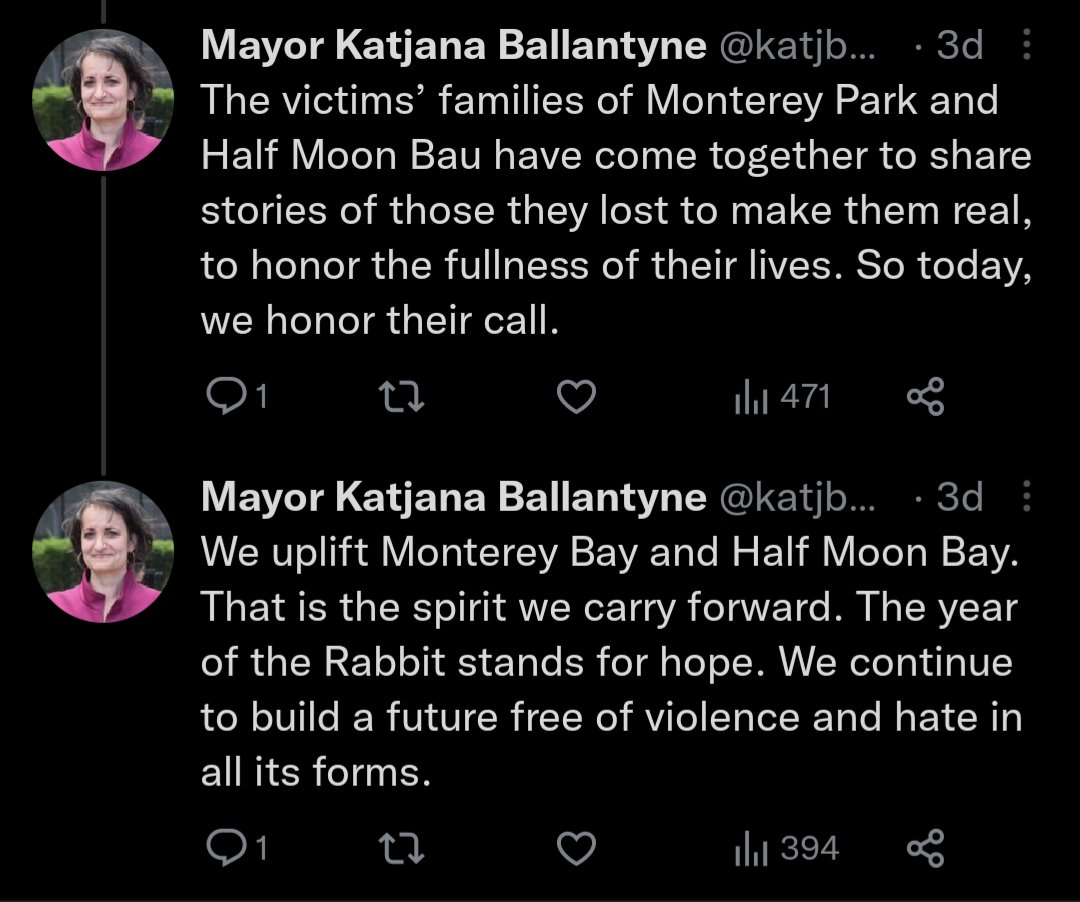 Mayor Katjana Ballantyne @katjb... · 3d
The victims’ families of Monterey Park and
Half Moon Bau have come together to share
stories of those they lost to make them real,
to honor the fullness of their lives. So today,
we honor their call.
1 471
Mayor Katjana Ballantyne @katjb... · 3d
We uplift Monterey Bay and Half Moon Bay.
That is the spirit we carry forward. The year
of the Rabbit stands for hope. We continue
to build a future free of violence and hate in
all its forms.
1 394